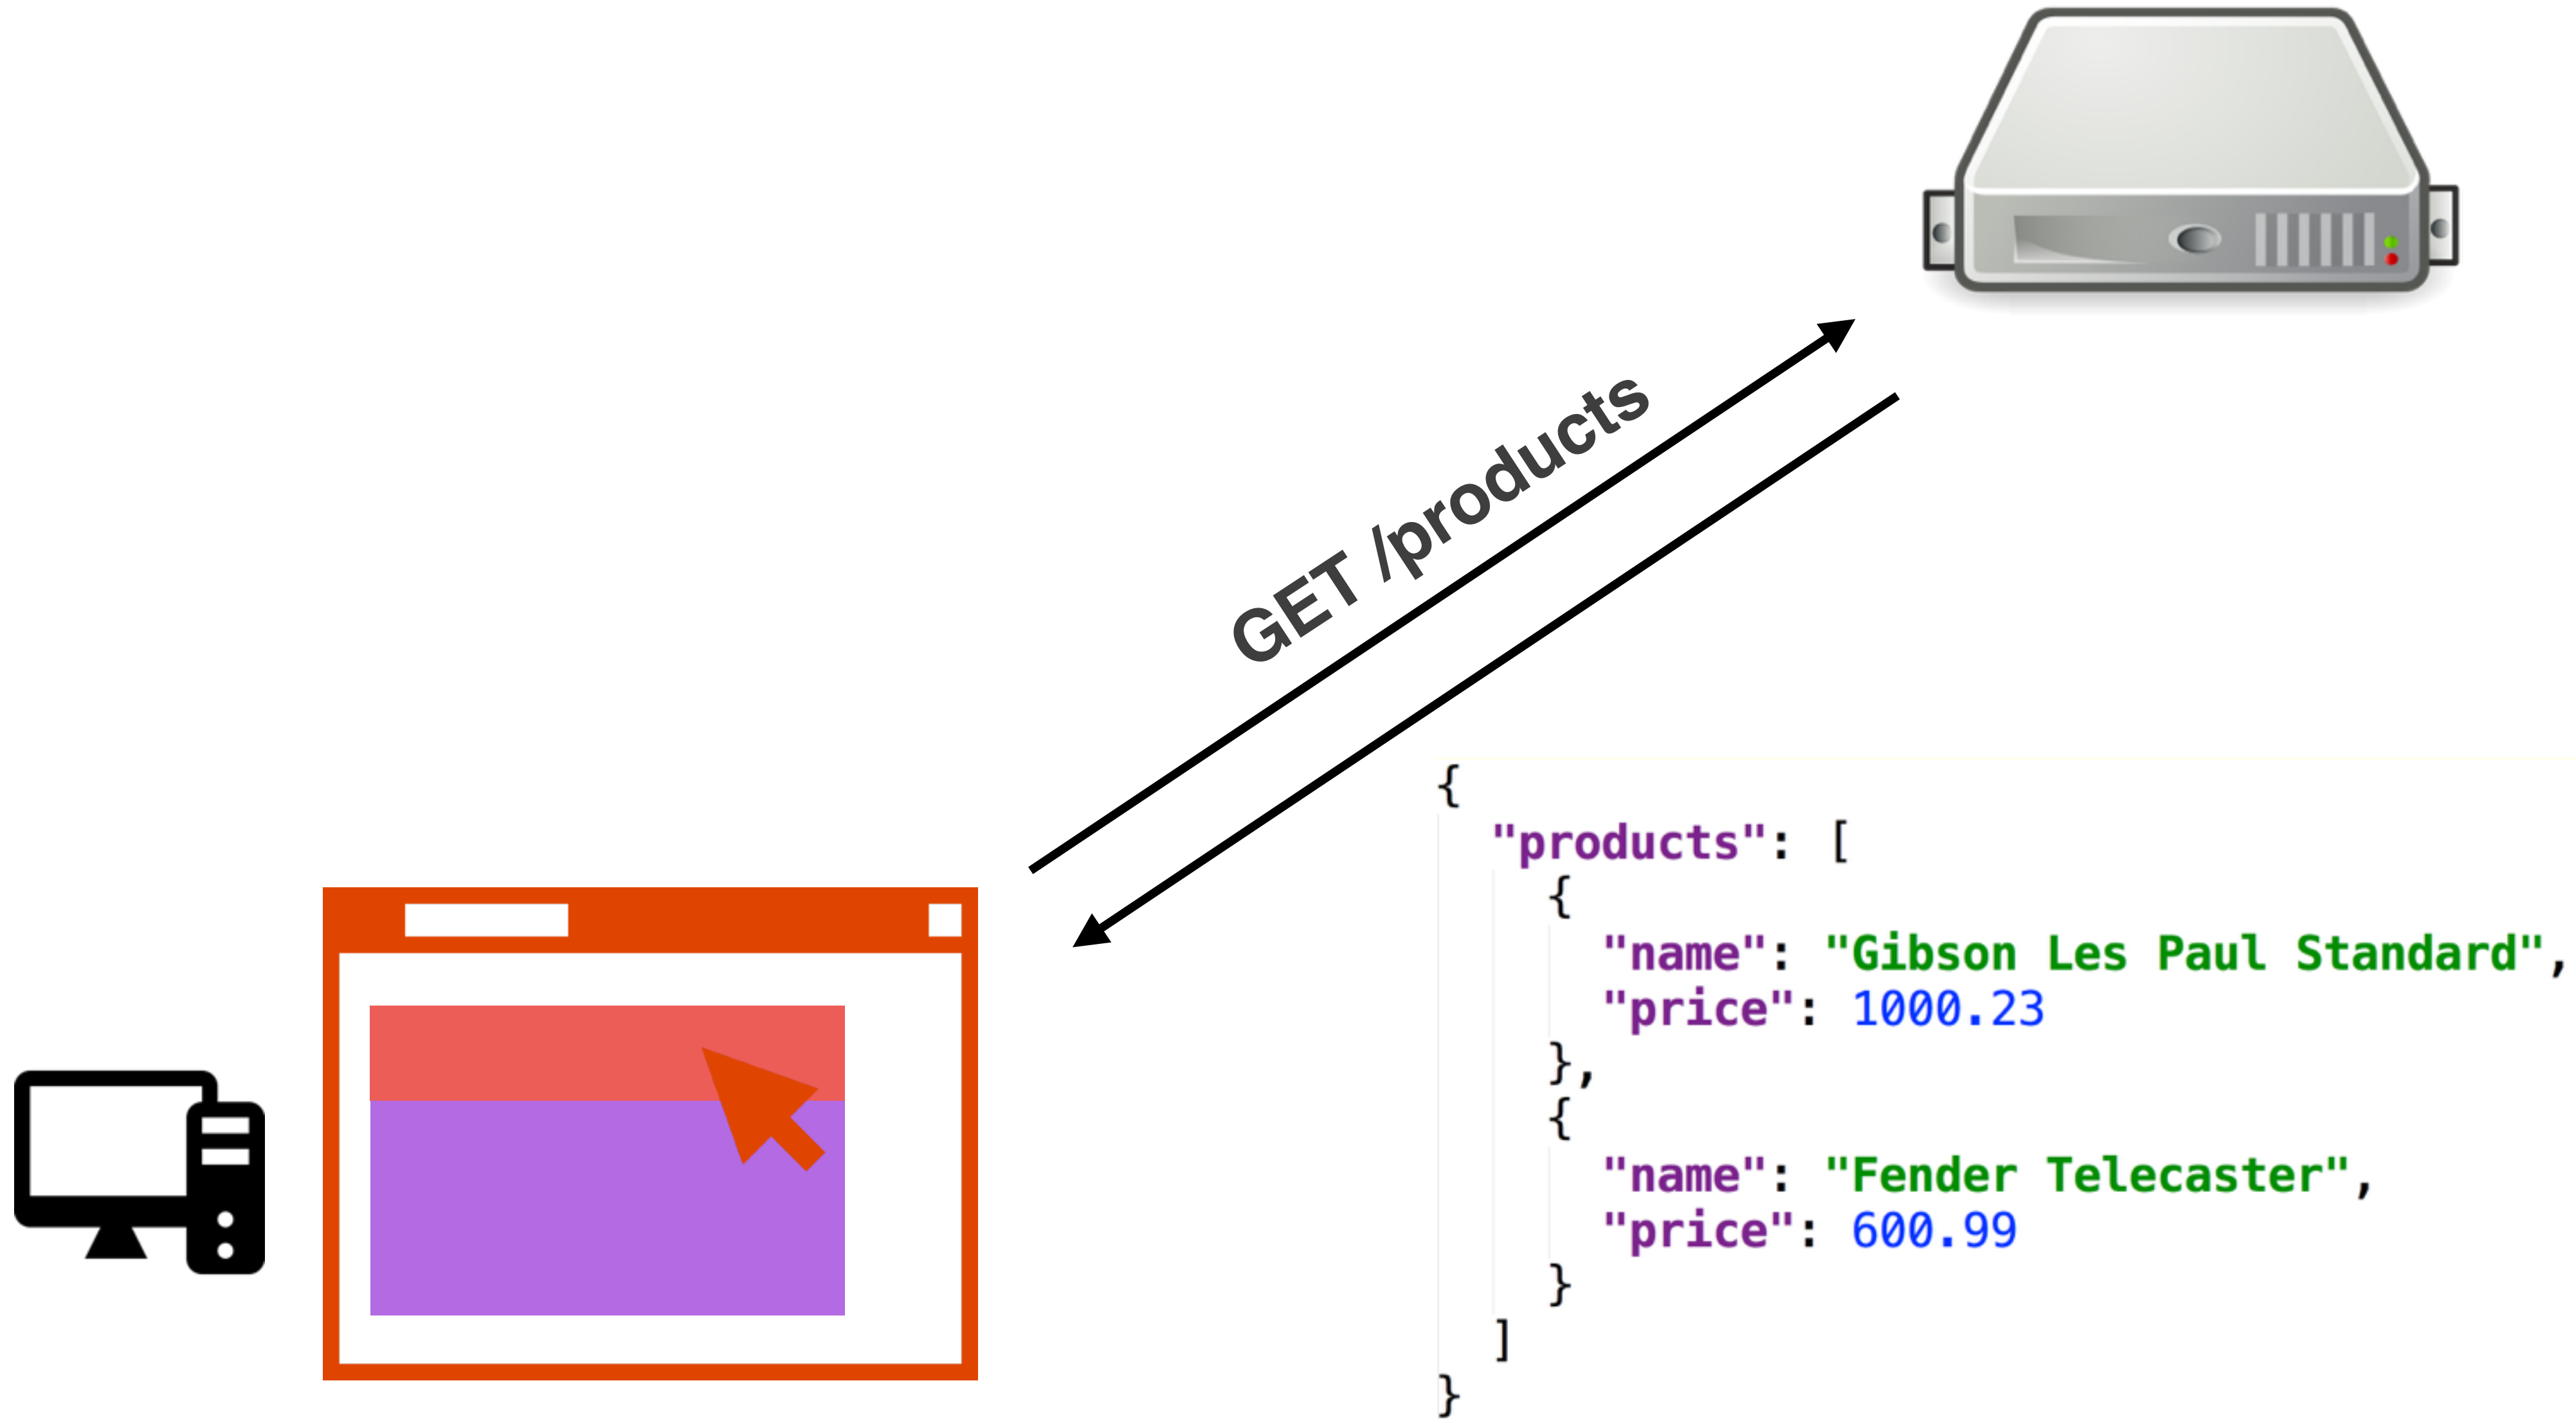 GET /products
{
  "products": [
    {
      "name": "Gibson Les Paul Standard",
      "price": 1000.23
    },
    {
      "name": "Fender Telecaster",
      "price": 600.99
    }
  ]
}